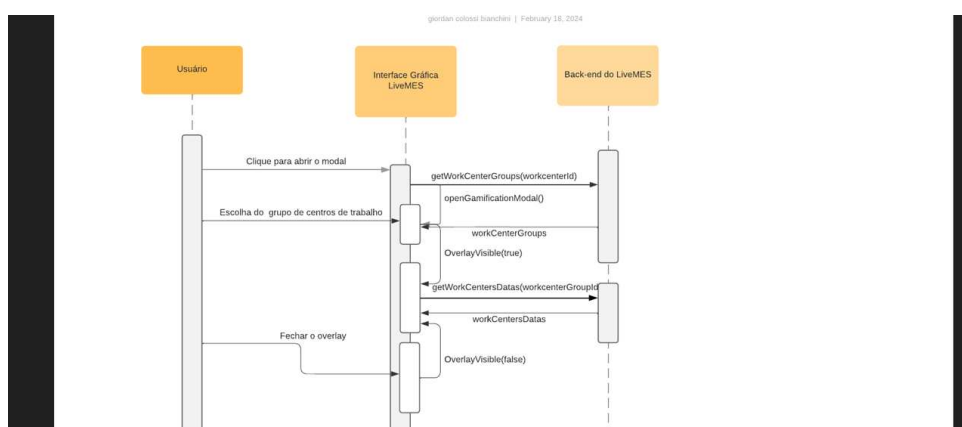 giordan colossi bianchini | February 18, 2024
Usuário
Interface Gráfica
LiveMES
Back-end do LiveMES
Clique para abrir o modal
getWorkCenterGroups(workcenterId)
openGamificationModal()
Escolha do grupo de centros de trabalho
workCenterGroups
OverlayVisible(true)
getWorkCentersDatas(workcenterGroupId
workCentersDatas
Fechar o overlay
OverlayVisible(false)